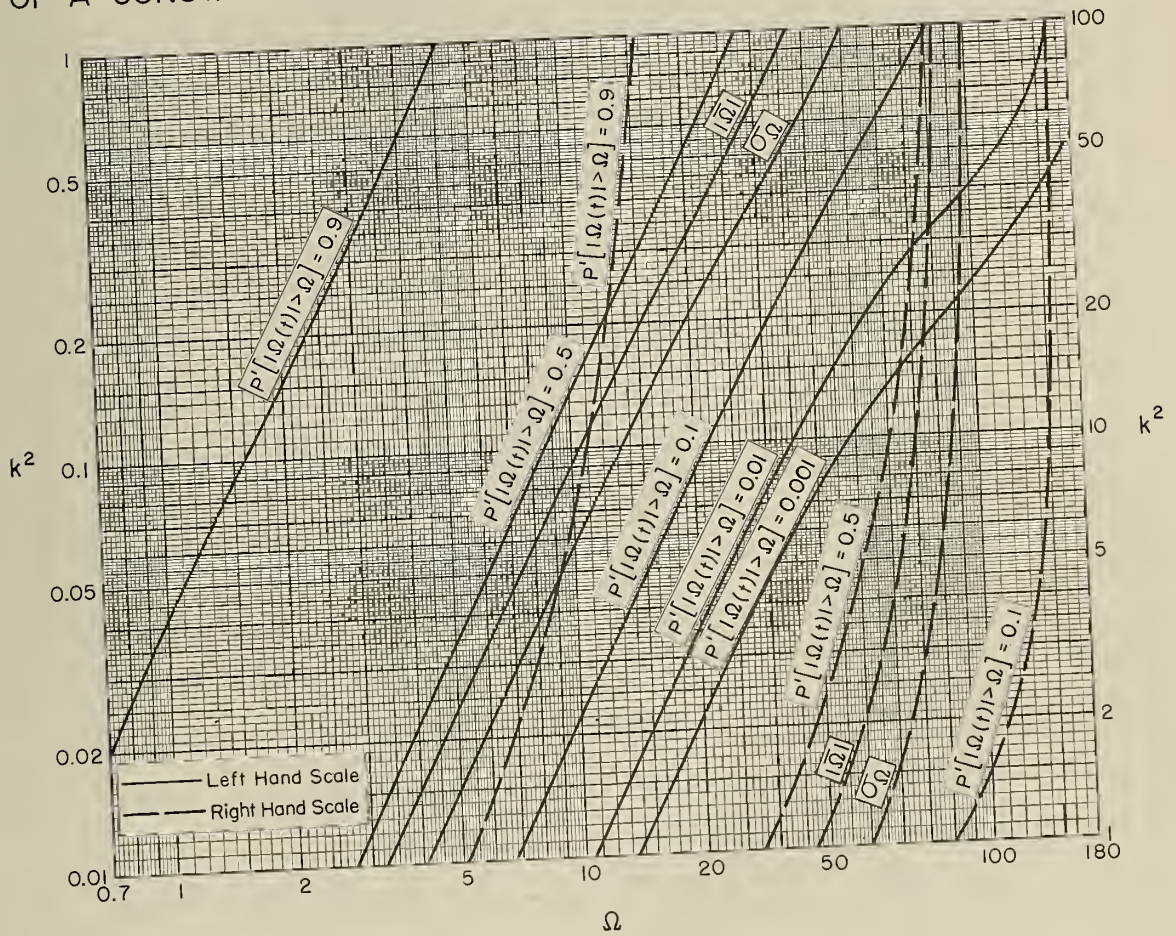 OF A
1
0.5
0.2
k²
0.1
0.05
0.02
0.01
100
50
20
10
k²
5
2
1
P'[|Ω(t)|>Ω] = 0.9
P'[|Ω(t)|>Ω] = 0.9
|Ω̅|
σΩ
P'[|Ω(t)|>Ω] = 0.5
P'[|Ω(t)|>Ω] = 0.1
P'[|Ω(t)|>Ω] = 0.01
P'[|Ω(t)|>Ω] = 0.001
P'[|Ω(t)|>Ω] = 0.5
|Ω̅|
σΩ
P'[|Ω(t)|>Ω] = 0.1
Left Hand Scale
Right Hand Scale
0.7 1 2 5 10 20 50 100 180
Ω